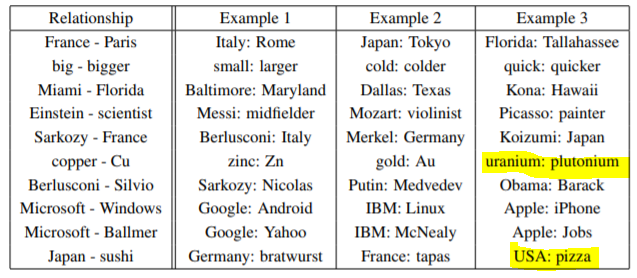 Relationship Example 1 Example 2 Example 3
France - Paris Italy: Rome Japan: Tokyo Florida: Tallahassee
big - bigger small: larger cold: colder quick: quicker
Miami - Florida Baltimore: Maryland Dallas: Texas Kona: Hawaii
Einstein - scientist Messi: midfielder Mozart: violinist Picasso: painter
Sarkozy - France Berlusconi: Italy Merkel: Germany Koizumi: Japan
copper - Cu zinc: Zn gold: Au uranium: plutonium
Berlusconi - Silvio Sarkozy: Nicolas Putin: Medvedev Obama: Barack
Microsoft - Windows Google: Android IBM: Linux Apple: iPhone
Microsoft - Ballmer Google: Yahoo IBM: McNealy Apple: Jobs
Japan - sushi Germany: bratwurst France: tapas USA: pizza